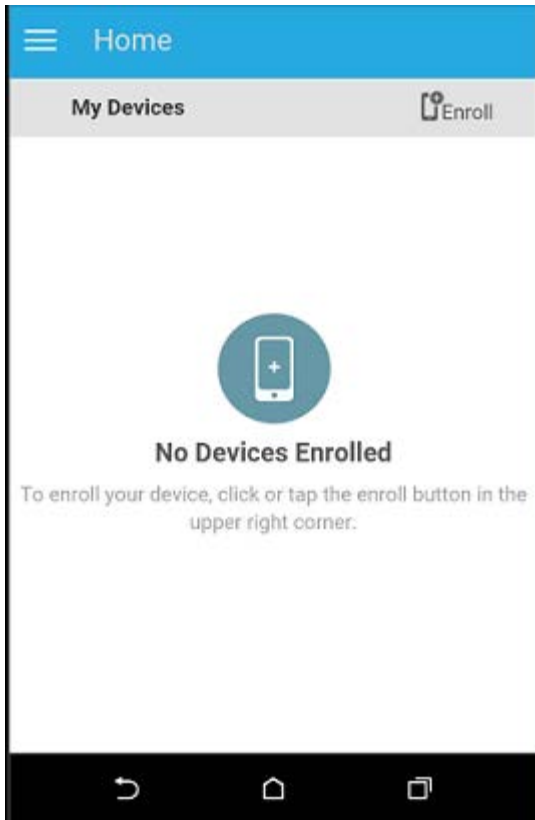 Home
My Devices
Enroll
No Devices Enrolled
To enroll your device, click or tap the enroll button in the
upper right corner.